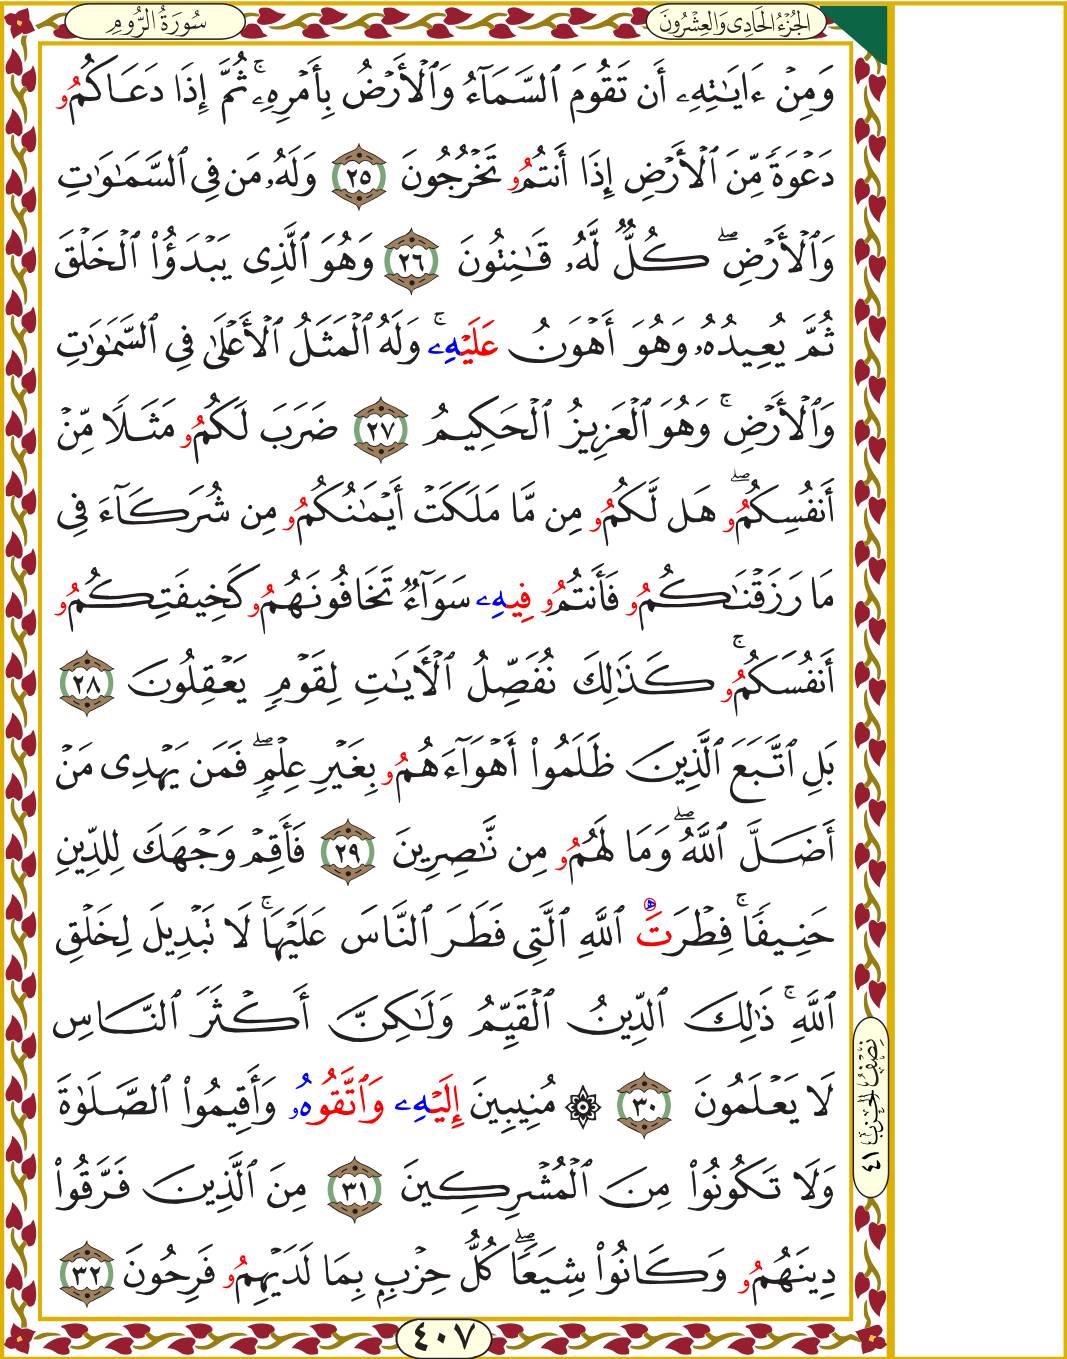 سُورَةُ الرُّومِ
الجُزْءُ الحَادِي وَالعِشْرُونَ
وَمِنْ ءَايَـٰتِهِۦ أَن تَقُومَ ٱلسَّمَآءُ وَٱلْأَرْضُ بِأَمْرِهِۦۚ ثُمَّ إِذَا دَعَاكُمُۥ
دَعْوَةً مِّنَ ٱلْأَرْضِ إِذَا أَنتُمُۥ تَخْرُجُونَ ٢٥ وَلَهُۥ مَن فِي ٱلسَّمَـٰوَٰتِ
وَٱلْأَرْضِۖ كُلٌّ لَّهُۥ قَـٰنِتُونَ ٢٦ وَهُوَ ٱلَّذِي يَبْدَؤُا۟ ٱلْخَلْقَ
ثُمَّ يُعِيدُهُۥ وَهُوَ أَهْوَنُ عَلَيْهِۦۚ وَلَهُ ٱلْمَثَلُ ٱلْأَعْلَىٰ فِي ٱلسَّمَـٰوَٰتِ
وَٱلْأَرْضِۚ وَهُوَ ٱلْعَزِيزُ ٱلْحَكِيمُ ٢٧ ضَرَبَ لَكُمُۥ مَثَلًا مِّنْ
أَنفُسِكُمُۥۖ هَل لَّكُمُۥ مِن مَّا مَلَكَتْ أَيْمَـٰنُكُمُۥ مِن شُرَكَآءَ فِي
مَا رَزَقْنَـٰكُمُۥ فَأَنتُمُۥ فِيهِۦ سَوَآءٌ تَخَافُونَهُمُۥ كَخِيفَتِكُمُۥ
أَنفُسَكُمُۥۚ كَذَٰلِكَ نُفَصِّلُ ٱلْأَيَـٰتِ لِقَوْمٍ يَعْقِلُونَ ٢٨
بَلِ ٱتَّبَعَ ٱلَّذِينَ ظَلَمُوا۟ أَهْوَآءَهُمُۥ بِغَيْرِ عِلْمٍۖ فَمَن يَهْدِي مَنْ
أَضَلَّ ٱللَّهُۖ وَمَا لَهُمُۥ مِن نَّـٰصِرِينَ ٢٩ فَأَقِمْ وَجْهَكَ لِلدِّينِ
حَنِيفًاۚ فِطْرَتَ ٱللَّهِ ٱلَّتِي فَطَرَ ٱلنَّاسَ عَلَيْهَاۚ لَا تَبْدِيلَ لِخَلْقِ
ٱللَّهِۚ ذَٰلِكَ ٱلدِّينُ ٱلْقَيِّمُ وَلَـٰكِنَّ أَكْثَرَ ٱلنَّاسِ
لَا يَعْلَمُونَ ٣٠ ۞ مُنِيبِينَ إِلَيْهِۦ وَٱتَّقُوهُۥ وَأَقِيمُوا۟ ٱلصَّلَوٰةَ
وَلَا تَكُونُوا۟ مِنَ ٱلْمُشْرِكِينَ ٣١ مِنَ ٱلَّذِينَ فَرَّقُوا۟
دِينَهُمُۥ وَكَانُوا۟ شِيَعًاۖ كُلُّ حِزْبٍ بِمَا لَدَيْهِمُۥ فَرِحُونَ ٣٢
نِصْفُ الحِزْبِ ٤١
٤٠٧